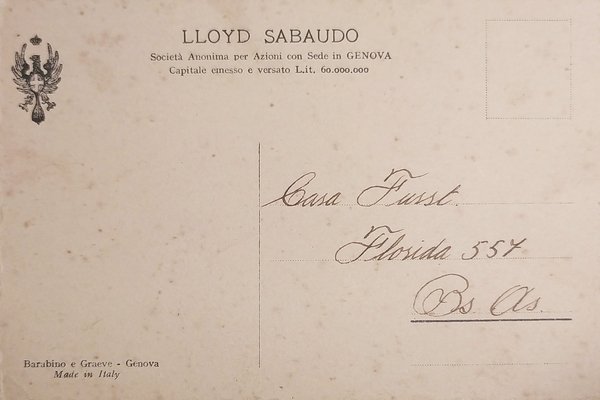 LLOYD SABAUDO
Società Anonima per Azioni con Sede in GENOVA
Capitale emesso e versato L.it. 60.000.000
Casa Furst.
Florida 554
Bs. As.
Barabino e Graeve - Genova
Made in Italy